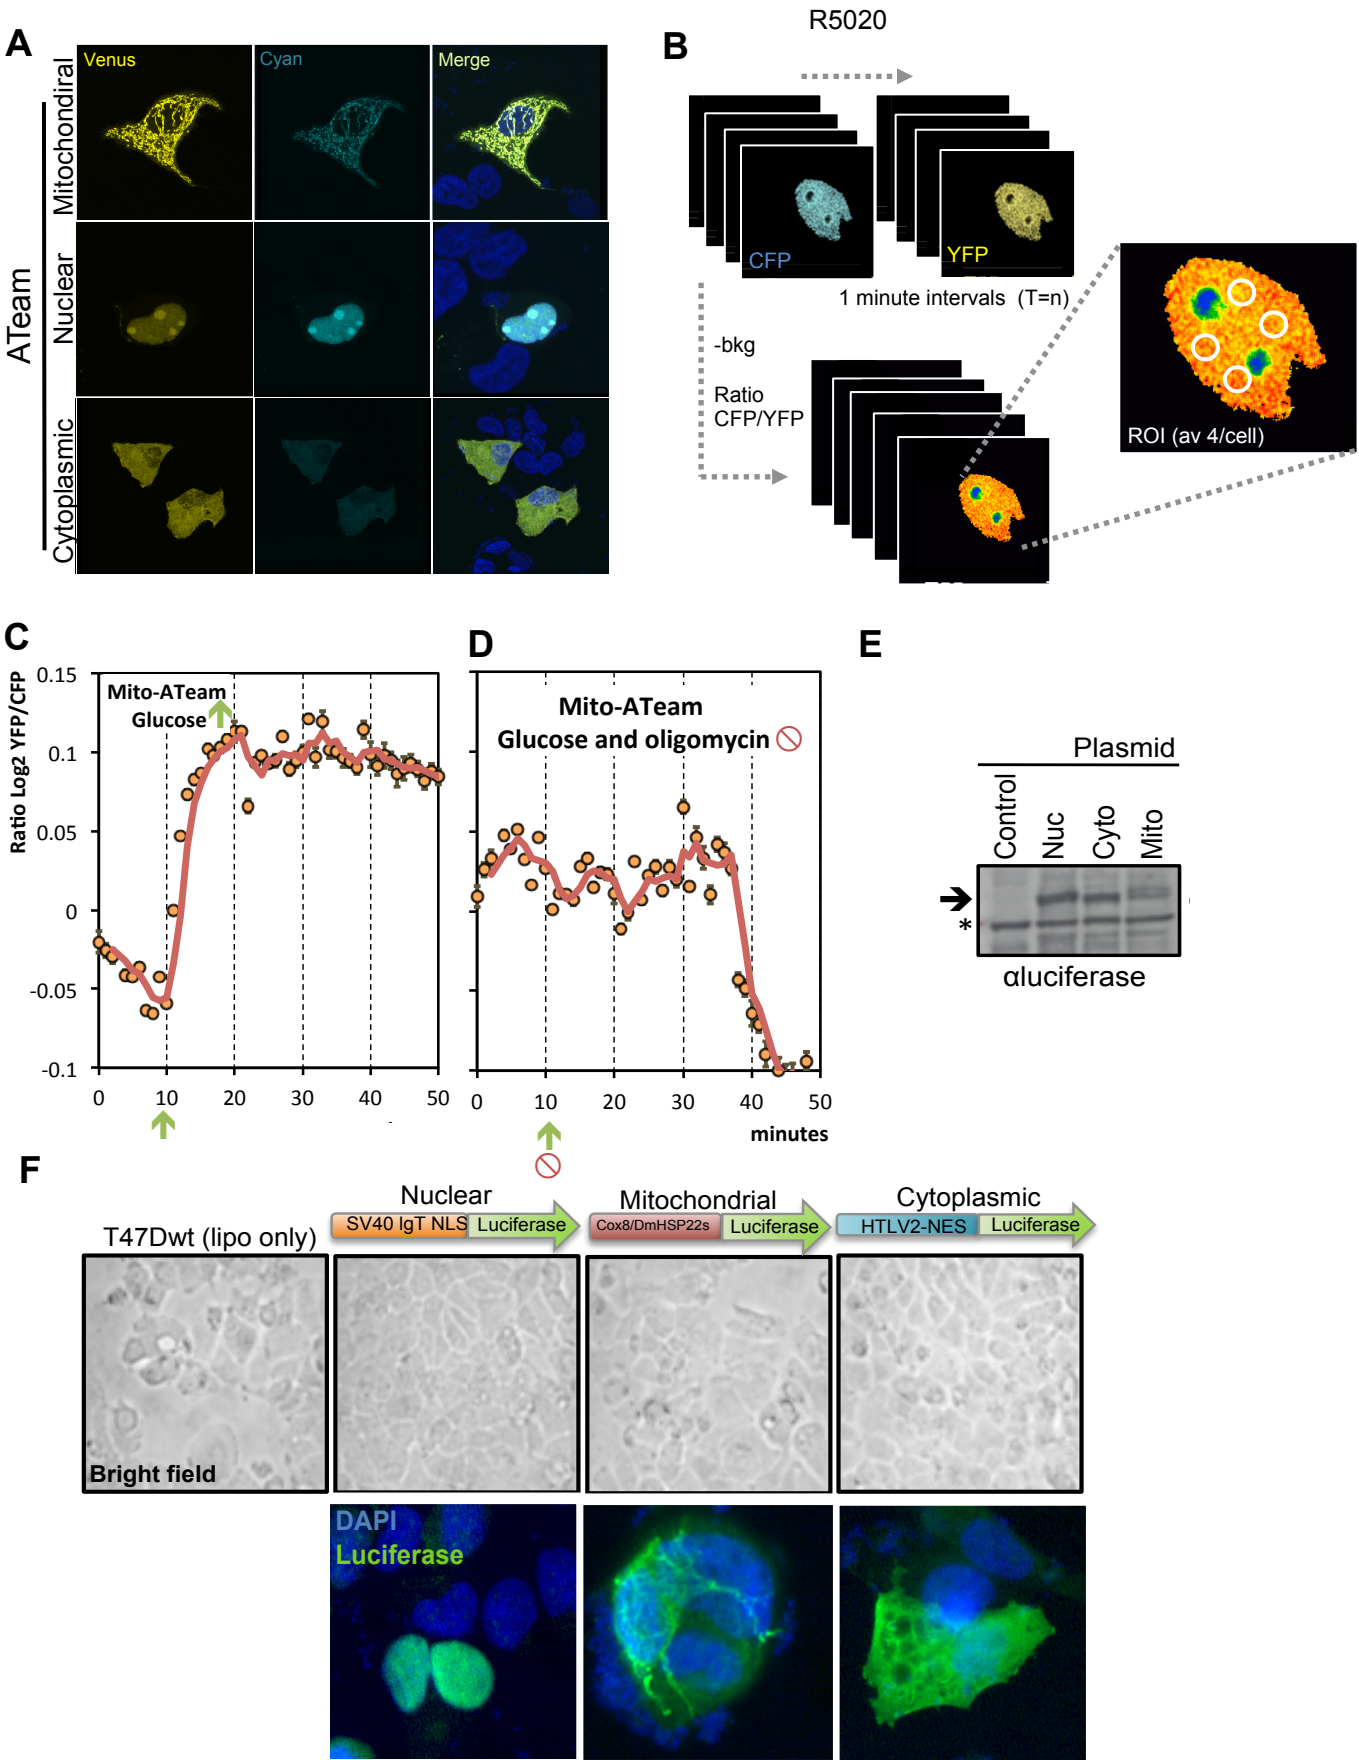 R5020
A
Venus
Cyan
Merge
ATeam
Mitochondiral
Nuclear
Cytoplasmic
B
CFP
YFP
1 minute intervals (T=n)
-bkg
Ratio
CFP/YFP
ROI (av 4/cell)
C
Ratio Log2 YFP/CFP
0.15
0.1
0.05
0
-0.05
-0.1
Mito-ATeam
Glucose
0 10 20 30 40 50
D
Mito-ATeam
Glucose and oligomycin
0 10 20 30 40 50
minutes
E
Plasmid
Control
Nuc
Cyto
Mito
*
αluciferase
F
T47Dwt (lipo only)
Nuclear
SV40 lgT NLS Luciferase
Mitochondrial
Cox8/DmHSP22s Luciferase
Cytoplasmic
HTLV2-NES Luciferase
Bright field
DAPI
Luciferase